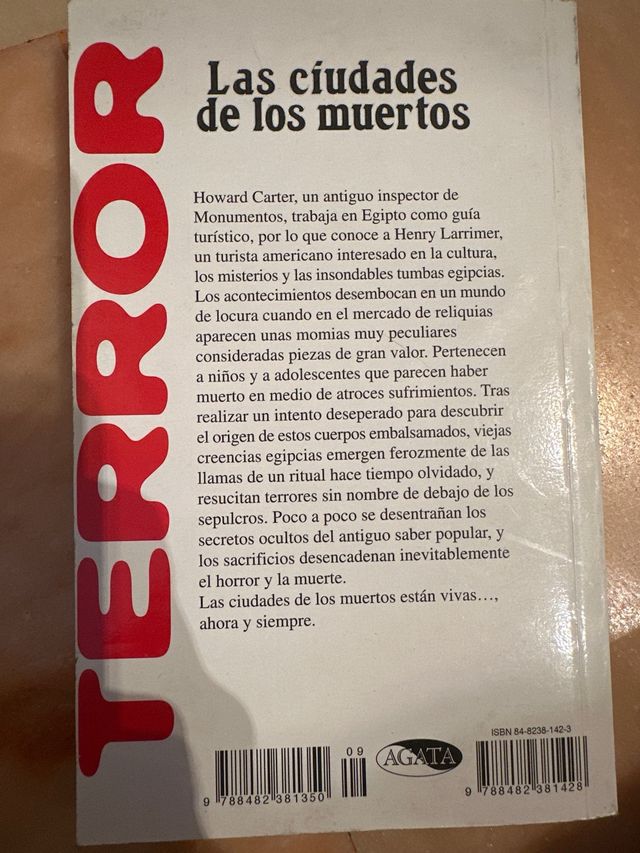 TERROR
Las ciudades
de los muertos
Howard Carter, un antiguo inspector de
Monumentos, trabaja en Egipto como guía
turístico, por lo que conoce a Henry Larrimer,
un turista americano interesado en la cultura,
los misterios y las insondables tumbas egipcias.
Los acontecimientos desembocan en un mundo
de locura cuando en el mercado de reliquias
aparecen unas momias muy peculiares
consideradas piezas de gran valor. Pertenecen
a niños y a adolescentes que parecen haber
muerto en medio de atroces sufrimientos. Tras
realizar un intento deseperado para descubrir
el origen de estos cuerpos embalsamados, viejas
creencias egipcias emergen ferozmente de las
llamas de un ritual hace tiempo olvidado, y
resucitan terrores sin nombre de debajo de los
sepulcros. Poco a poco se desentrañan los
secretos ocultos del antiguo saber popular, y
los sacrificios desencadenan inevitablemente
el horror y la muerte.
Las ciudades de los muertos están vivas…,
ahora y siempre.
09
9 788482 381350
AGATA
ISBN 84-8238-142-3
9 788482 381428